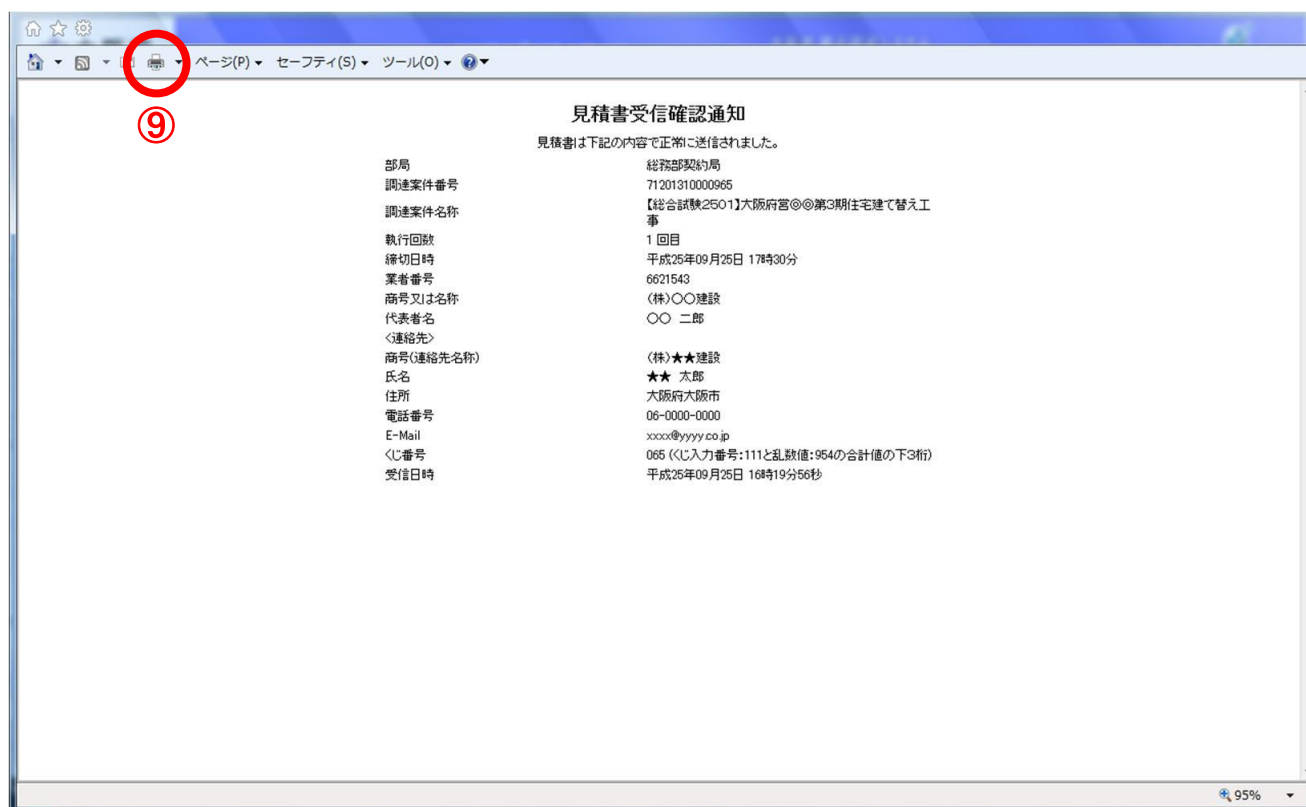 ページ(P) セーフティ(S) ツール(O)
⑨
見積書受信確認通知
見積書は下記の内容で正常に送信されました。
部局 総務部契約局
調達案件番号 71201310000965
調達案件名称 【総合試験2501】大阪府営◎◎第3期住宅建て替え工
事
執行回数 1 回目
締切日時 平成25年09月25日 17時30分
業者番号 6621543
商号又は名称 (株)〇〇建設
代表者名 〇〇 二郎
<連絡先>
商号(連絡先名称) (株)★★建設
氏名 ★★ 太郎
住所 大阪府大阪市
電話番号 06-0000-0000
E-Mail xxxx@yyyy.co.jp
くじ番号 065 (くじ入力番号:111と乱数値:954の合計値の下3桁)
受信日時 平成25年09月25日 16時19分56秒
95%